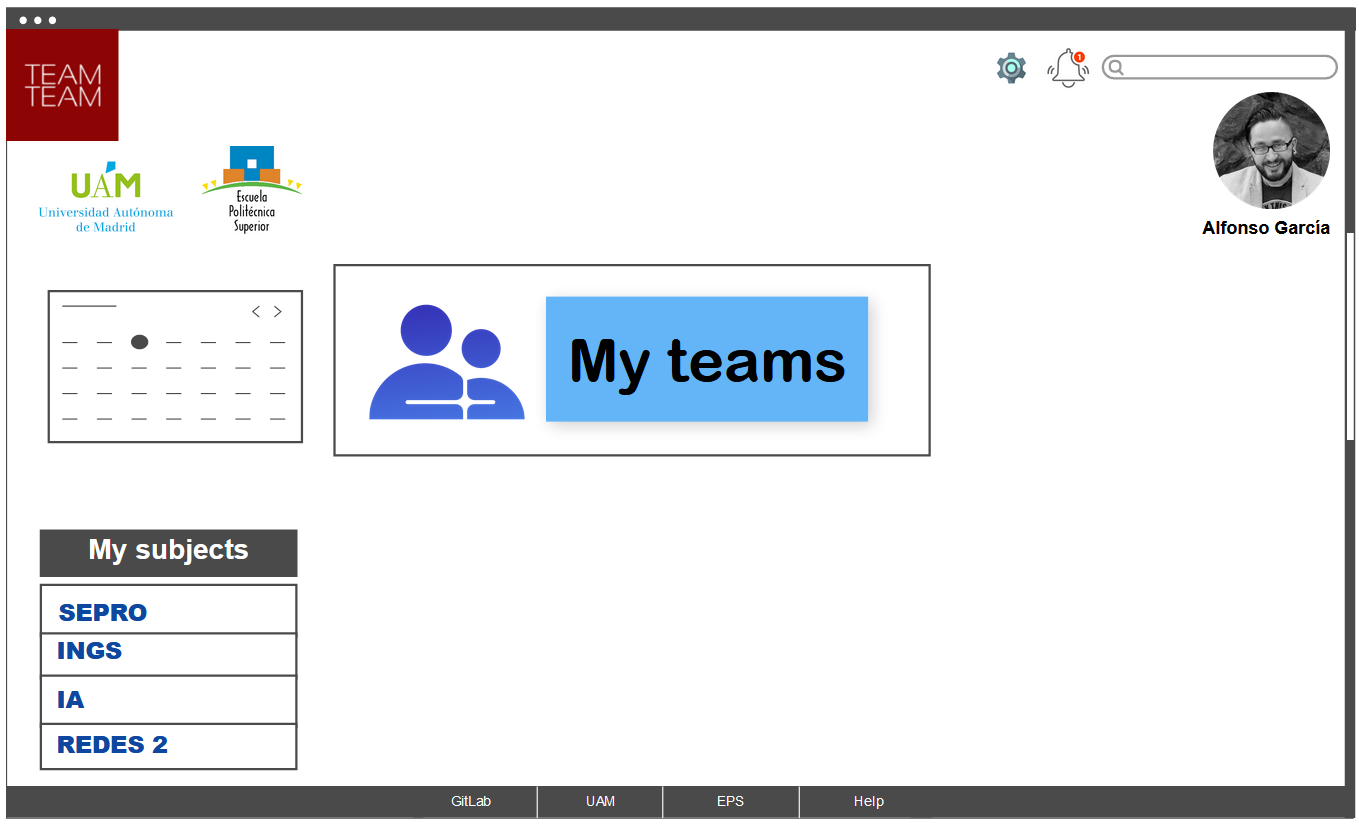 TEAM
TEAM
1
UAM
Universidad Autónoma
de Madrid
Escuela
Politécnica
Superior
Alfonso García
My teams
My subjects
SEPRO
INGS
IA
REDES 2
GitLab
UAM
EPS
Help